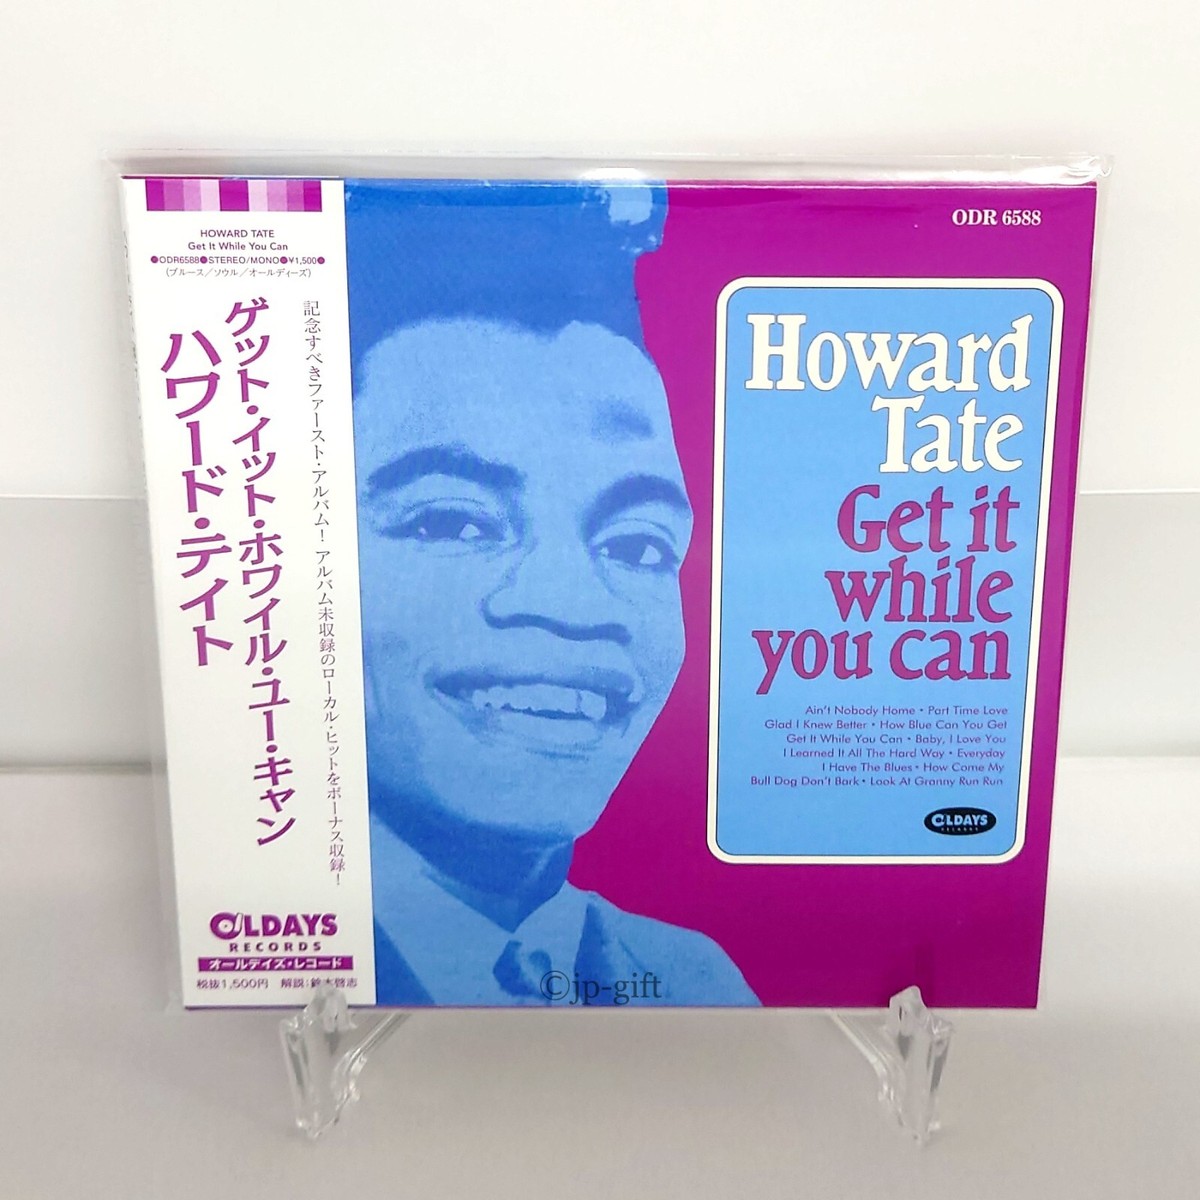 HOWARD TATE
Get It While You Can
●ODR6588●STEREO/MONO●¥1,500●
(ブルース／ソウル／オールディーズ)
記念すべきファースト・アルバム! アルバム未収録のローカル・ヒットをボーナス収録!
ゲット・イット・ホワイル・ユー・キャン
ハワード・テイト
OLDAYS
RECORDS
オールデイズ・レコード
税抜1,500円 解説:鈴木啓志
ODR 6588
Howard
Tate
Get it
while
you can
Ain't Nobody Home • Part Time Love
Glad I Knew Better • How Blue Can You Get
Get It While You Can • Baby, I Love You
I Learned It All The Hard Way • Everyday
I Have The Blues • How Come My
Bull Dog Don't Bark • Look At Granny Run Run
OLDAYS
RECORDS
©jp-gift